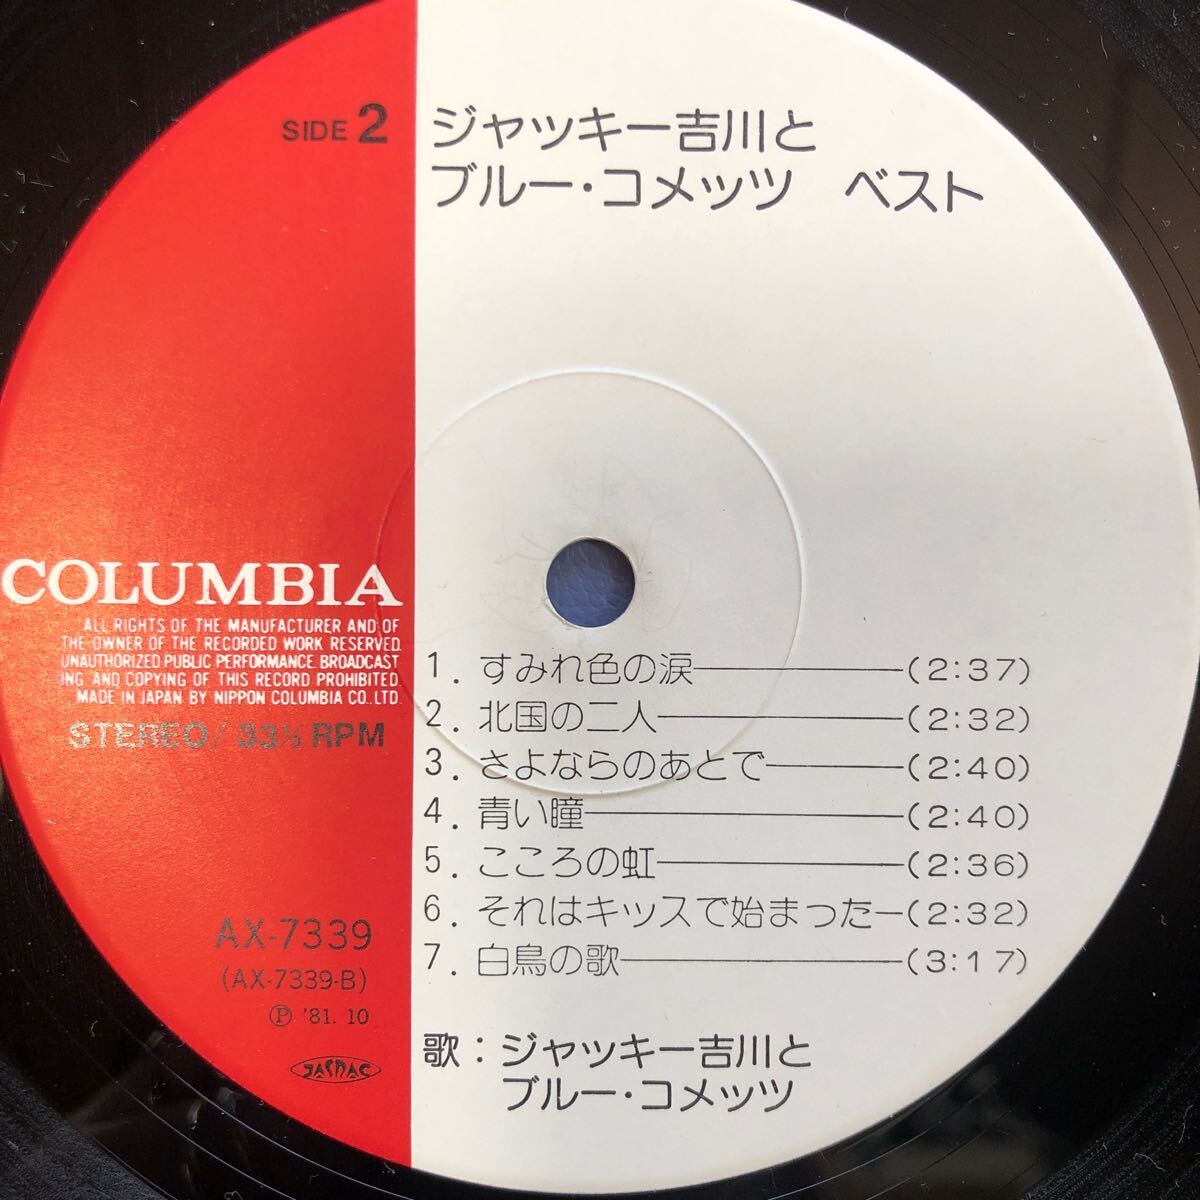 SIDE 2
ジャッキー吉川と
ブルー・コメッツ ベスト
COLUMBIA
ALL RIGHTS OF THE MANUFACTURER AND OF
THE OWNER OF THE RECORDED WORK RESERVED.
UNAUTHORIZED PUBLIC PERFORMANCE BROADCAST
ING AND COPYING OF THIS RECORD PROHIBITED
MADE IN JAPAN BY NIPPON COLUMBIA CO., LTD.
STEREO/33⅓ RPM
AX-7339
(AX-7339-B)
Ⓟ '81. 10
JASRAC
1. すみれ色の涙 (2:37)
2. 北国の二人 (2:32)
3. さよならのあとで (2:40)
4. 青い瞳 (2:40)
5. こころの虹 (2:36)
6. それはキッスで始まった (2:32)
7. 白鳥の歌 (3:17)
歌：ジャッキー吉川と
ブルー・コメッツ